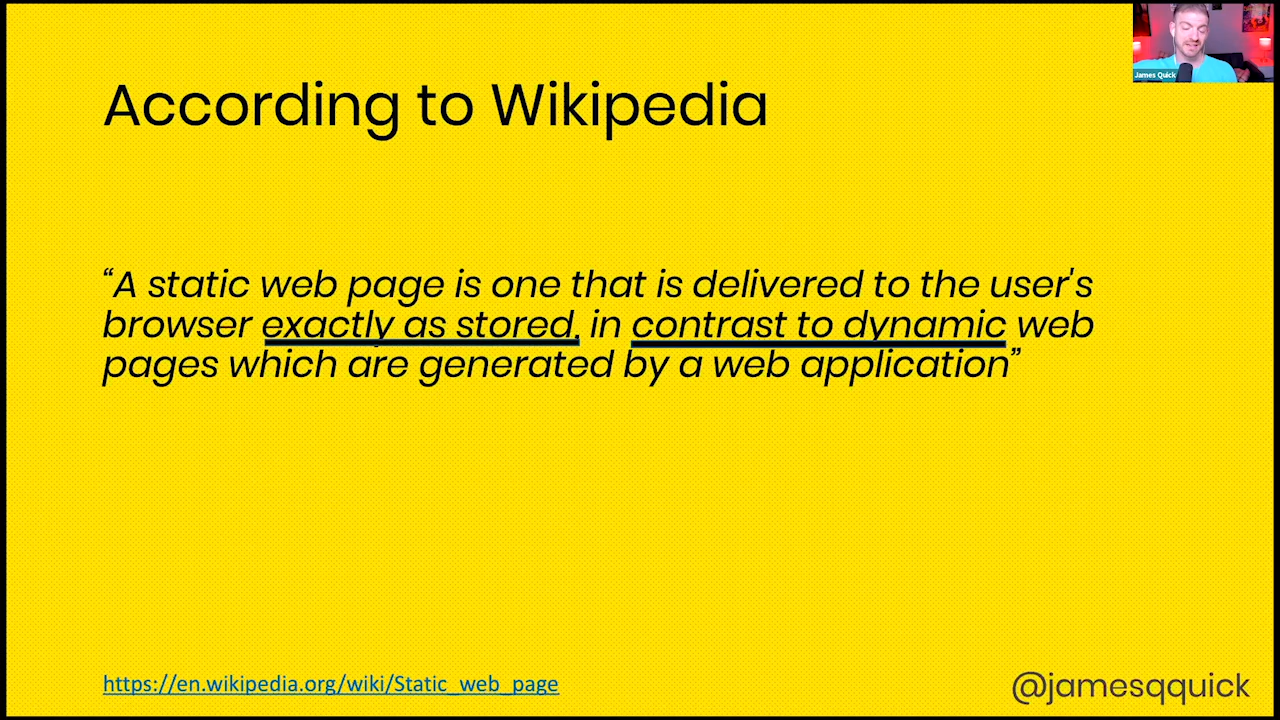 James Quick
According to Wikipedia
“A static web page is one that is delivered to the user's
browser exactly as stored, in contrast to dynamic web
pages which are generated by a web application”
https://en.wikipedia.org/wiki/Static_web_page
@jamesqquick